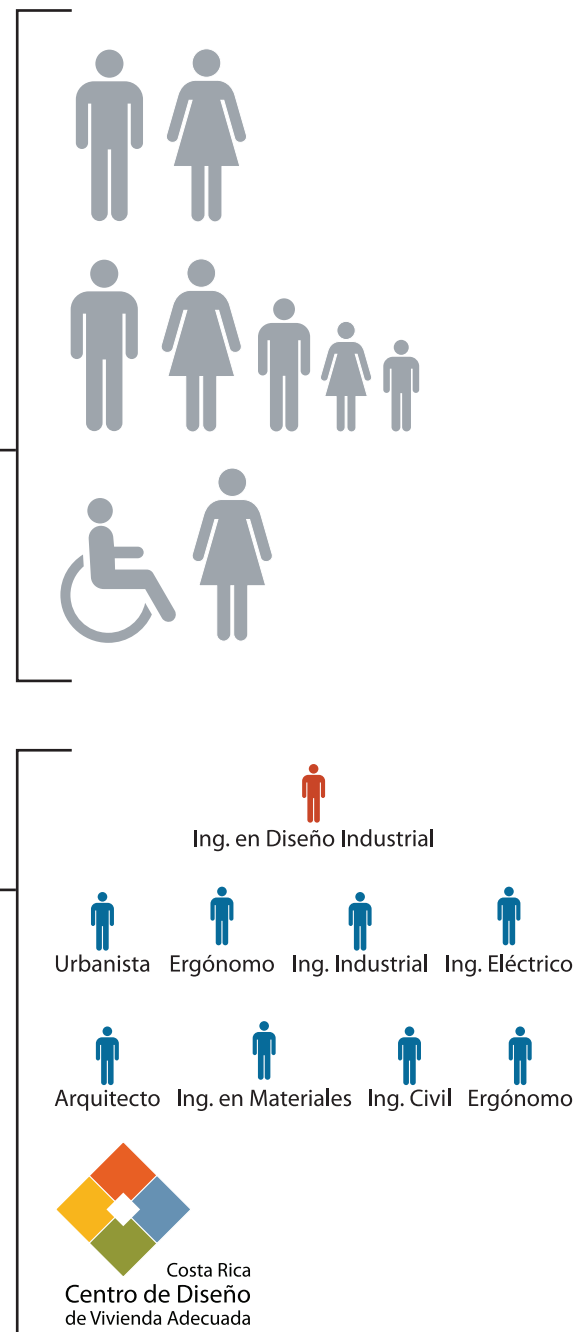 Ing. en Diseño Industrial
Urbanista Ergónomo Ing. Industrial Ing. Eléctrico
Arquitecto Ing. en Materiales Ing. Civil Ergónomo
Costa Rica
Centro de Diseño
de Vivienda Adecuada